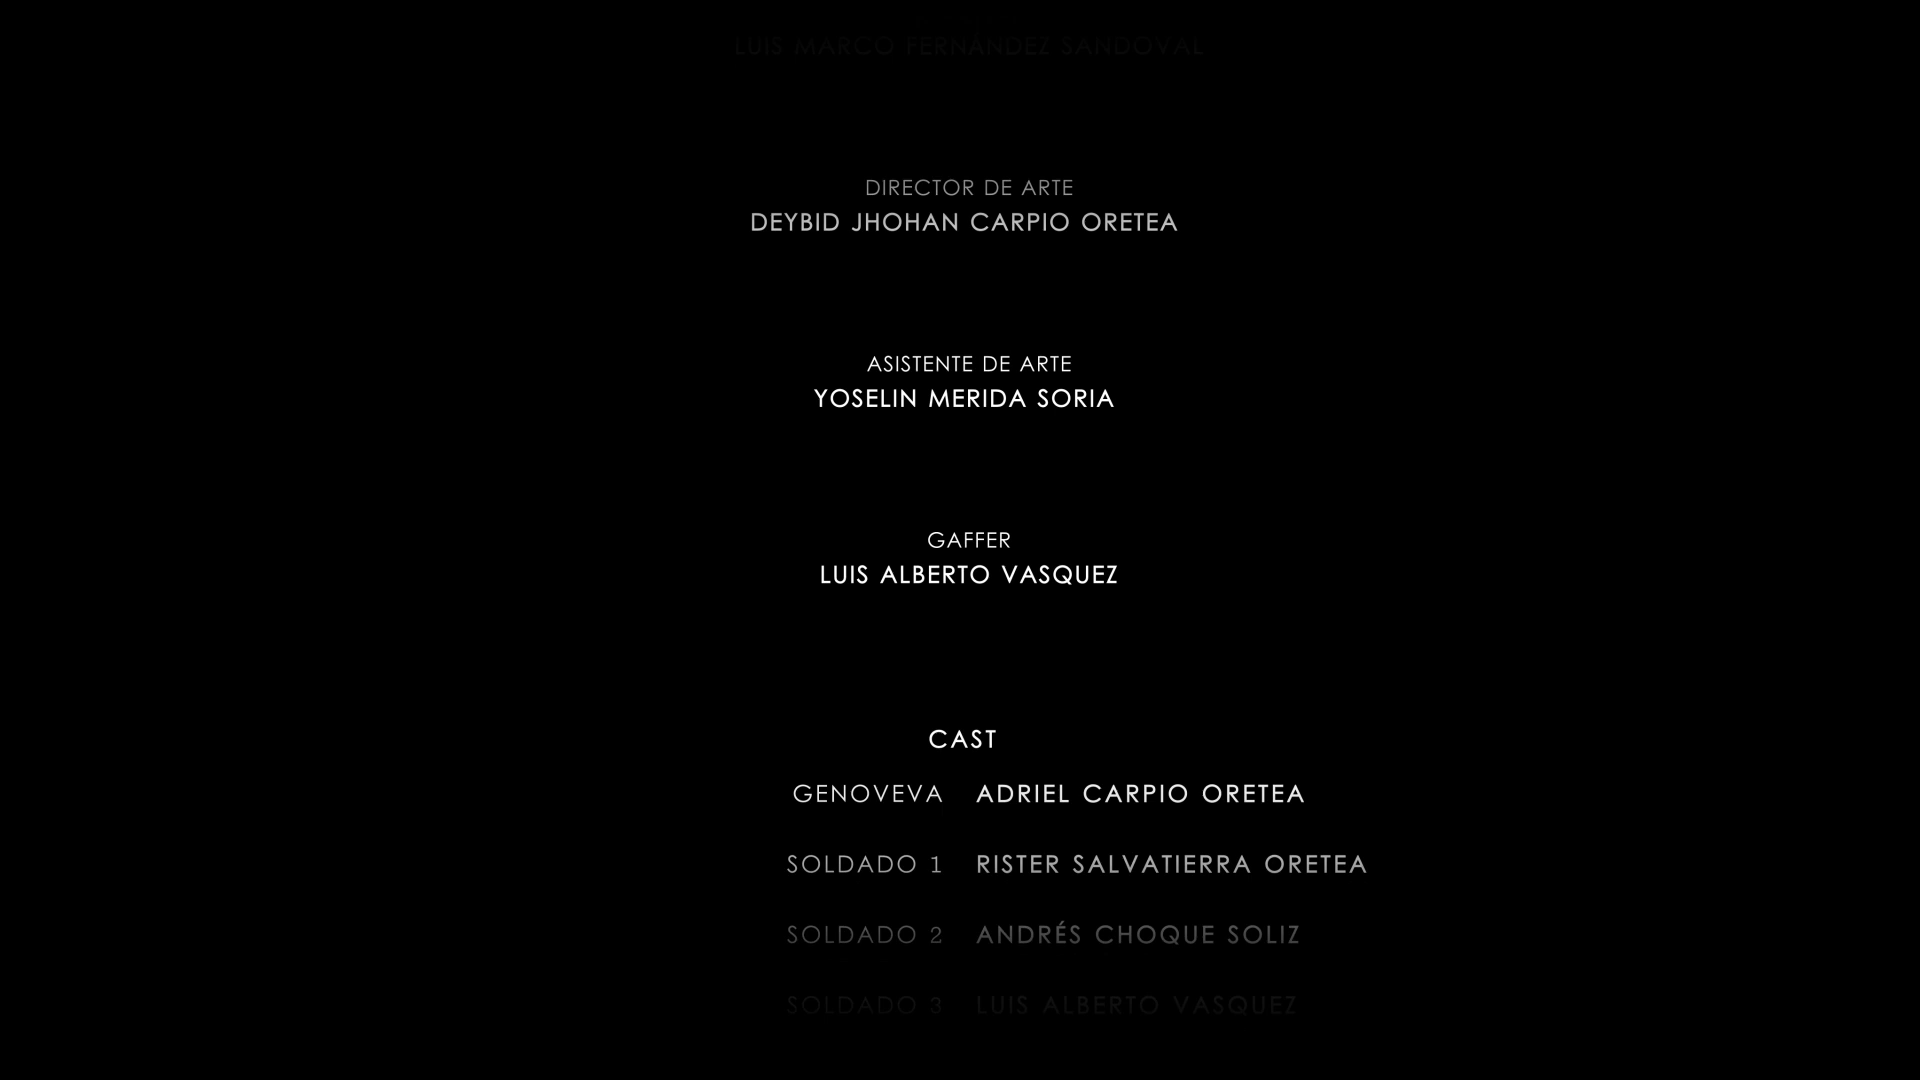 LUIS MARCO FERNÁNDEZ SANDOVAL
DIRECTOR DE ARTE
DEYBID JHOHAN CARPIO ORETEA
ASISTENTE DE ARTE
YOSELIN MERIDA SORIA
GAFFER
LUIS ALBERTO VASQUEZ
CAST
GENOVEVA ADRIEL CARPIO ORETEA
SOLDADO 1 RISTER SALVATIERRA ORETEA
SOLDADO 2 ANDRÉS CHOQUE SOLIZ
SOLDADO 3 LUIS ALBERTO VASQUEZ